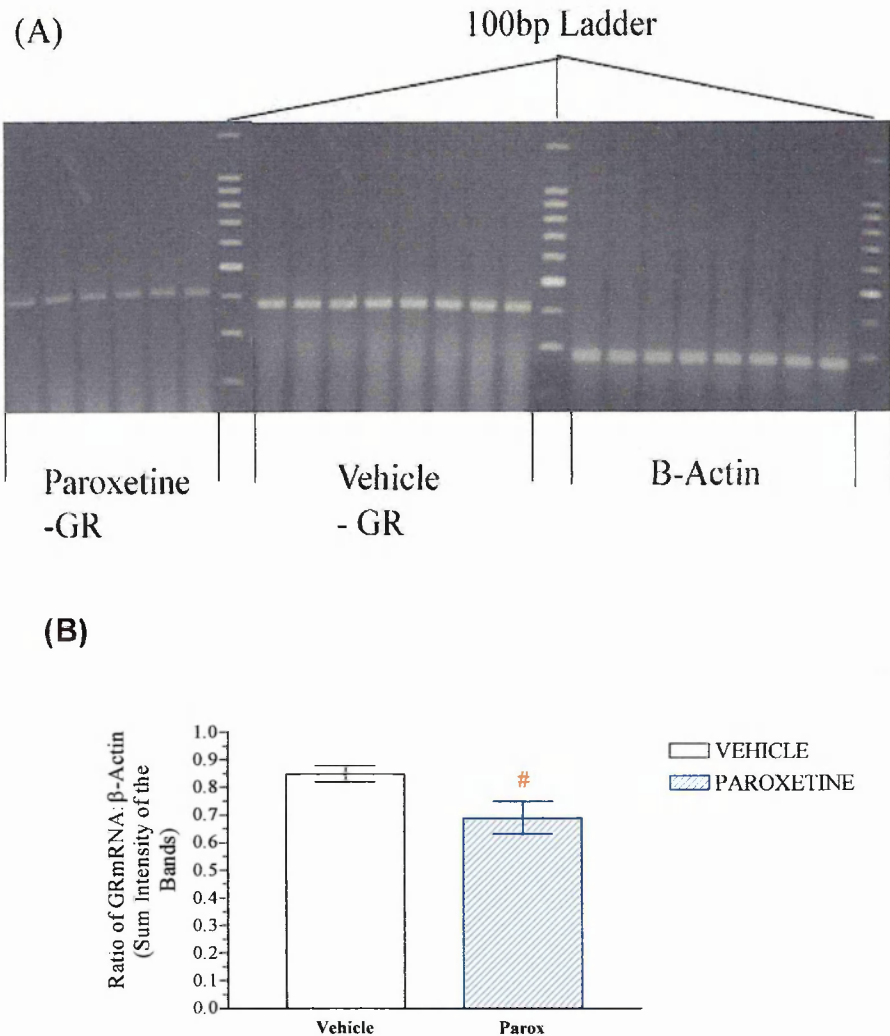 (A)
100bp Ladder
Paroxetine
-GR
Vehicle
- GR
B-Actin
(B)
Ratio of GRmRNA: β-Actin
(Sum Intensity of the
Bands)
1.0
0.9
0.8
0.7
0.6
0.5
0.4
0.3
0.2
0.1
0.0
#
VEHICLE
PAROXETINE
Vehicle
Parox